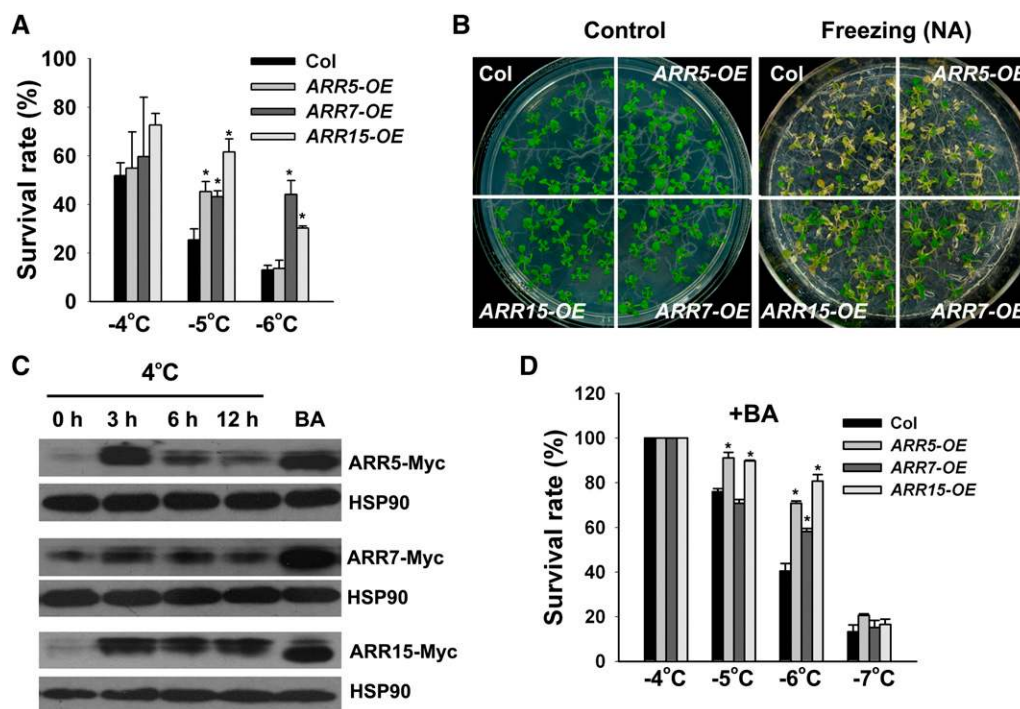 A
Survival rate (%)
100
80
60
40
20
0
Col
ARR5-OE
ARR7-OE
ARR15-OE
-4°C
-5°C
-6°C
* * *
* *
B
Control
Freezing (NA)
Col
ARR5-OE
ARR15-OE
ARR7-OE
Col
ARR5-OE
ARR15-OE
ARR7-OE
C
4°C
0 h 3 h 6 h 12 h BA
ARR5-Myc
HSP90
ARR7-Myc
HSP90
ARR15-Myc
HSP90
D
+BA
Survival rate (%)
120
100
80
60
40
20
0
Col
ARR5-OE
ARR7-OE
ARR15-OE
* *
* * *
-4°C
-5°C
-6°C
-7°C